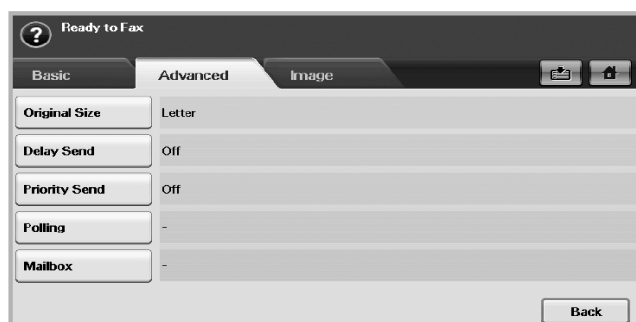 Ready to Fax
Basic Advanced Image
Original Size Letter
Delay Send Off
Priority Send Off
Polling -
Mailbox -
Back